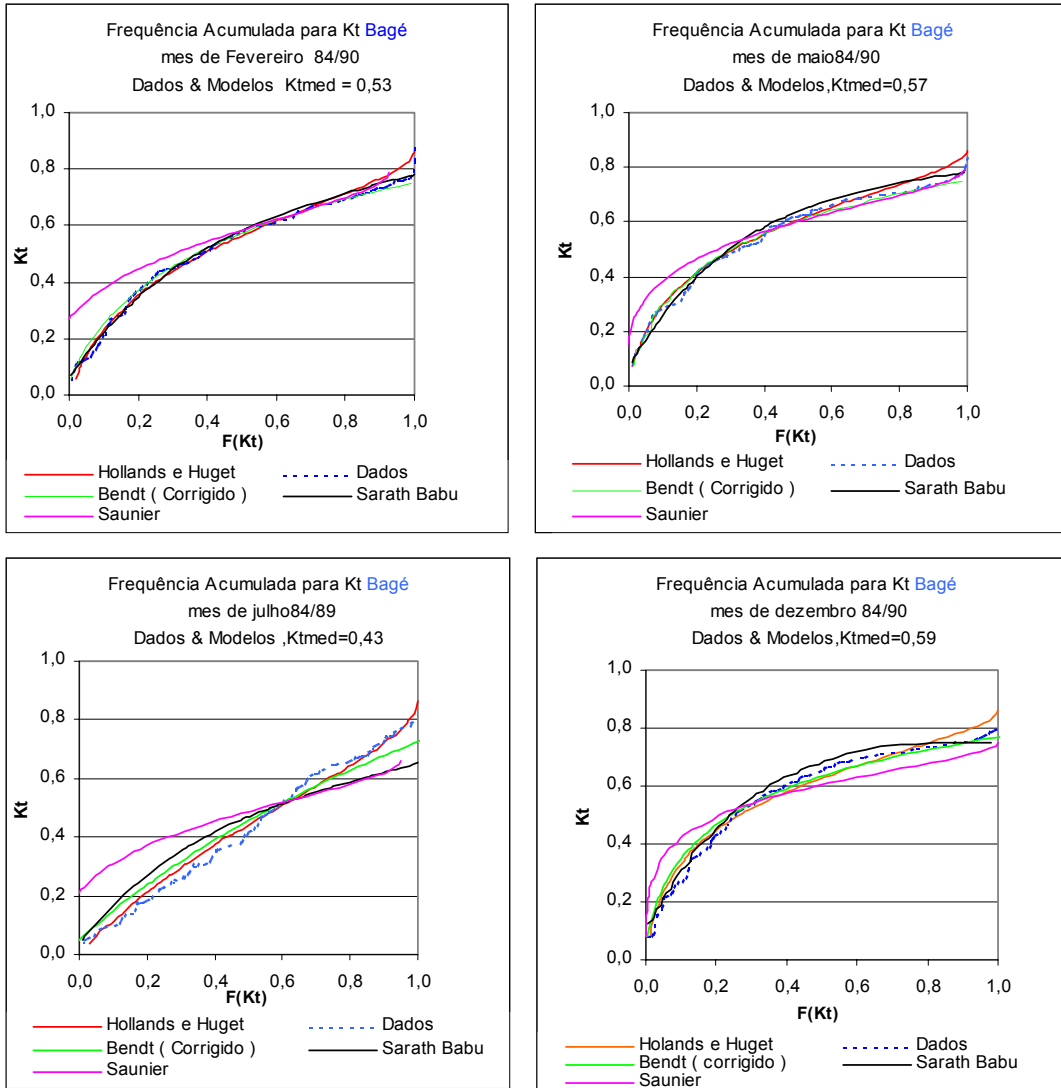 Frequência Acumulada para Kt Bagé
mes de Fevereiro 84/90
Dados & Modelos Ktmed = 0,53
1,0
0,8
0,6
0,4
0,2
0,0
Kt
0,0 0,2 0,4 0,6 0,8 1,0
F(Kt)
Hollands e Huget Dados
Bendt ( Corrigido ) Sarath Babu
Saunier
Frequência Acumulada para Kt Bagé
mes de maio84/90
Dados & Modelos,Ktmed=0,57
1,0
0,8
0,6
0,4
0,2
0,0
Kt
0,0 0,2 0,4 0,6 0,8 1,0
F(Kt)
Hollands e Huget Dados
Bendt ( Corrigido ) Sarath Babu
Saunier
Frequência Acumulada para Kt Bagé
mes de julho84/89
Dados & Modelos ,Ktmed=0,43
1,0
0,8
0,6
0,4
0,2
0,0
Kt
0,0 0,2 0,4 0,6 0,8 1,0
F(Kt)
Hollands e Huget Dados
Bendt ( Corrigido ) Sarath Babu
Saunier
Frequência Acumulada para Kt Bagé
mes de dezembro 84/90
Dados & Modelos,Ktmed=0,59
1,0
0,8
0,6
0,4
0,2
0,0
Kt
0,0 0,2 0,4 0,6 0,8 1,0
F(Kt)
Holands e Huget Dados
Bendt ( corrigido ) Sarath Babu
Saunier